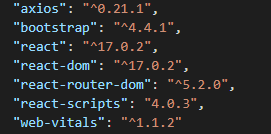 "axios": "^0.21.1",
"bootstrap": "^4.4.1",
"react": "^17.0.2",
"react-dom": "^17.0.2",
"react-router-dom": "^5.2.0",
"react-scripts": "4.0.3",
"web-vitals": "^1.1.2"